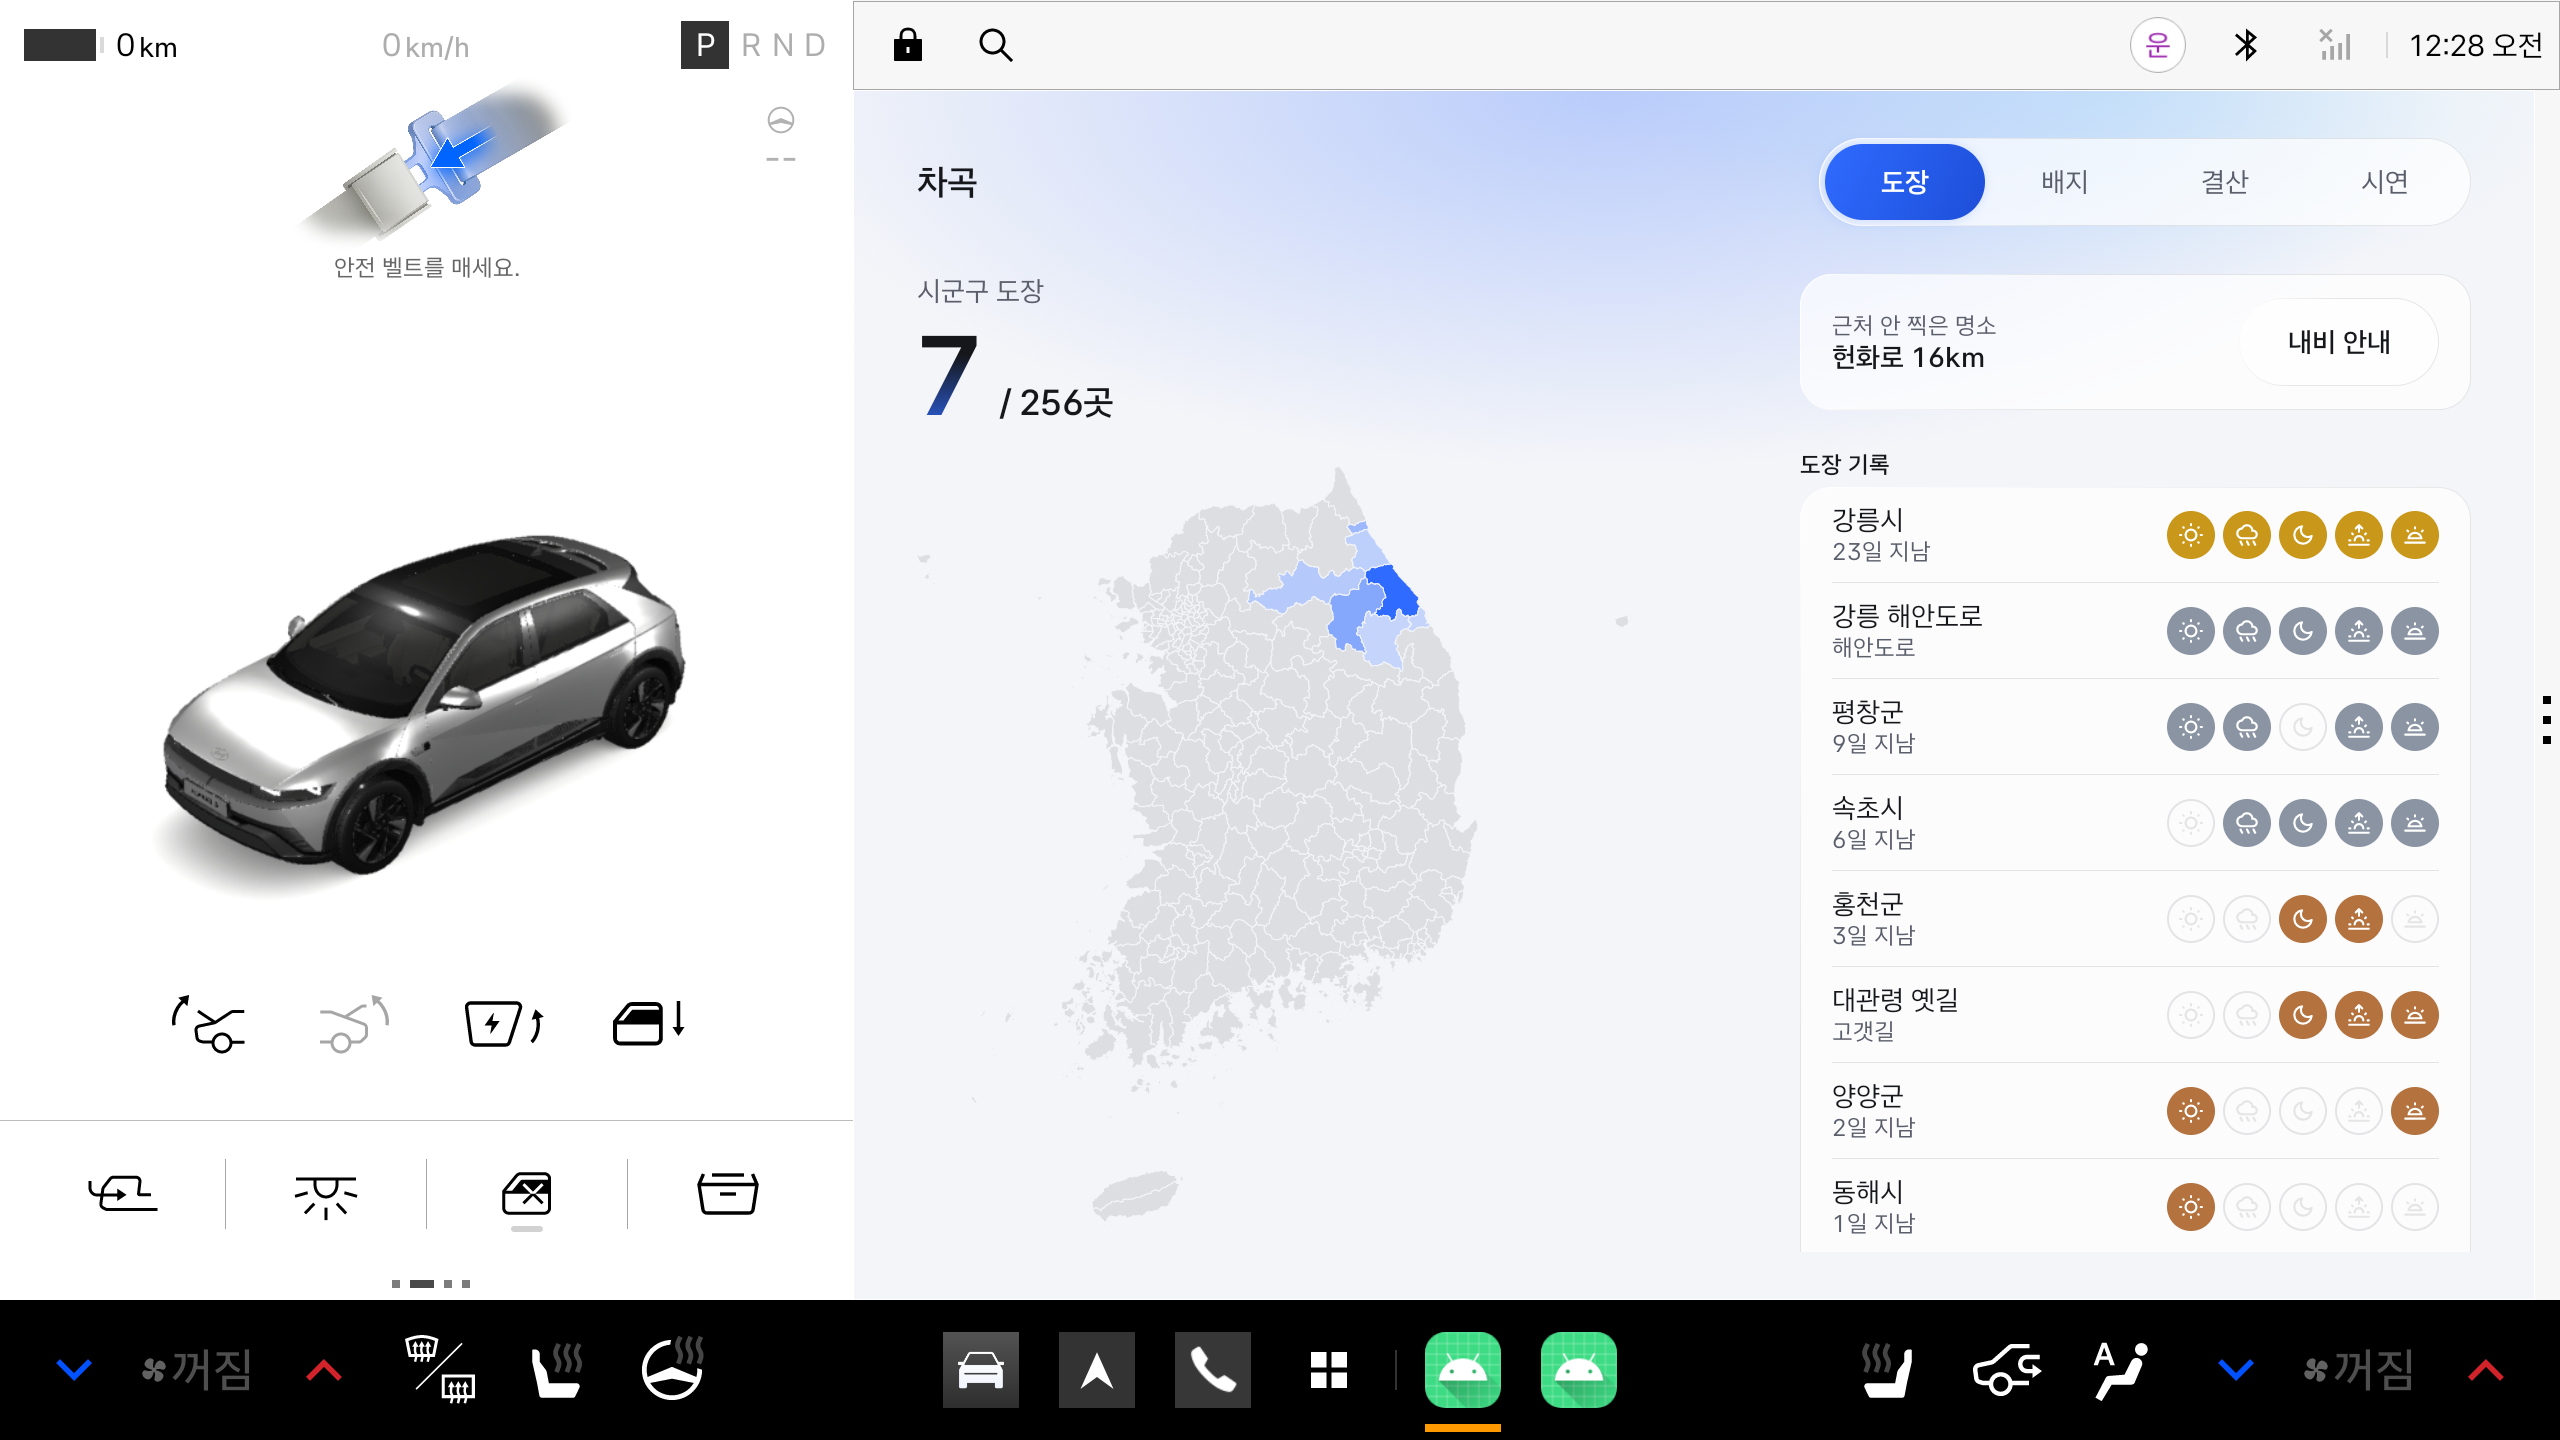 0 km
0 km/h
P R N D
안전 벨트를 매세요.
운
12:28 오전
차곡
도장
배지
결산
시연
시군구 도장
7 / 256곳
근처 안 찍은 명소
헌화로 16km
내비 안내
도장 기록
강릉시
23일 지남
강릉 해안도로
해안도로
평창군
9일 지남
속초시
6일 지남
홍천군
3일 지남
대관령 옛길
고갯길
양양군
2일 지남
동해시
1일 지남
꺼짐
A
꺼짐